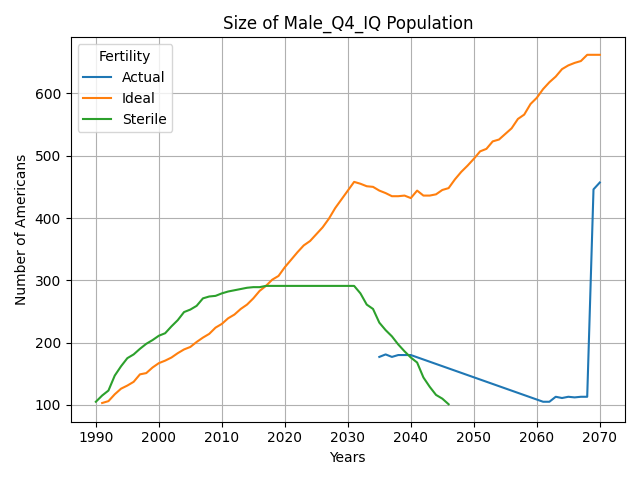 Size of Male_Q4_IQ Population
Fertility
Actual
Ideal
Sterile
Number of Americans
600
500
400
300
200
100
1990 2000 2010 2020 2030 2040 2050 2060 2070
Years